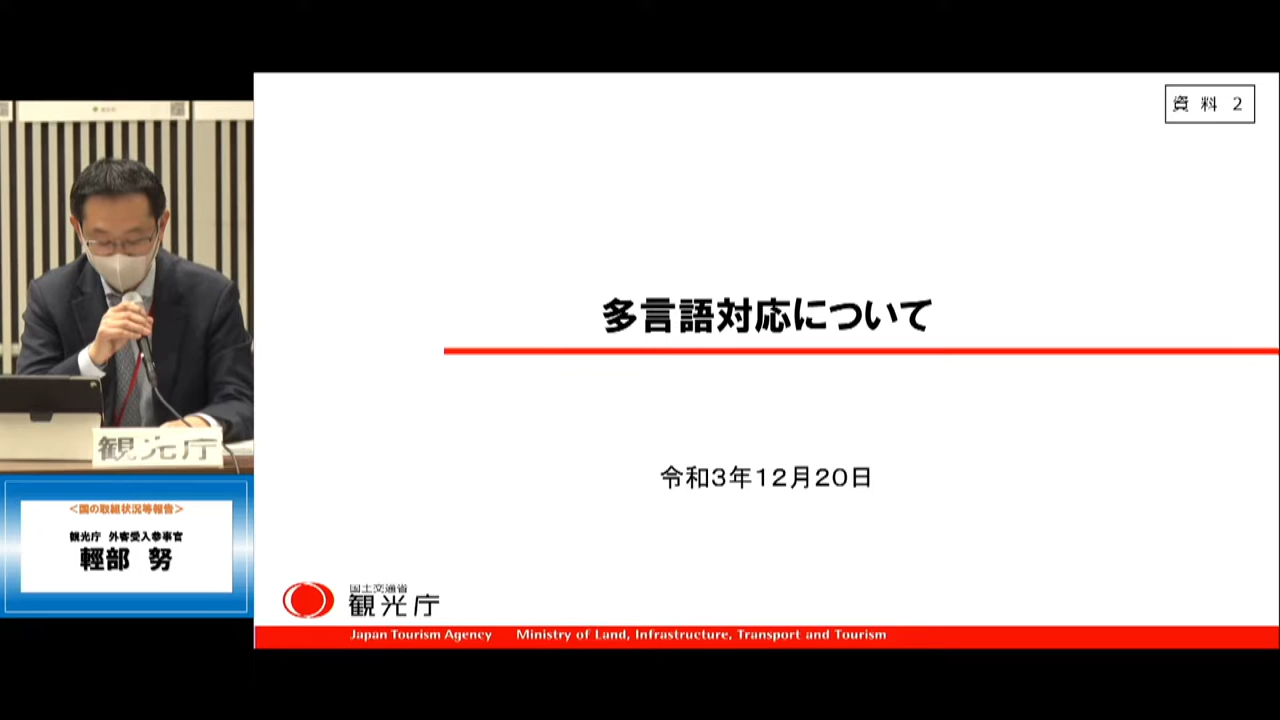 資料2
多言語対応について
令和3年12月20日
国土交通省
観光庁
Japan Tourism Agency Ministry of Land, Infrastructure, Transport and Tourism
観光庁
<国の取組状況等報告>
観光庁 外客受入参事官
輕部 努